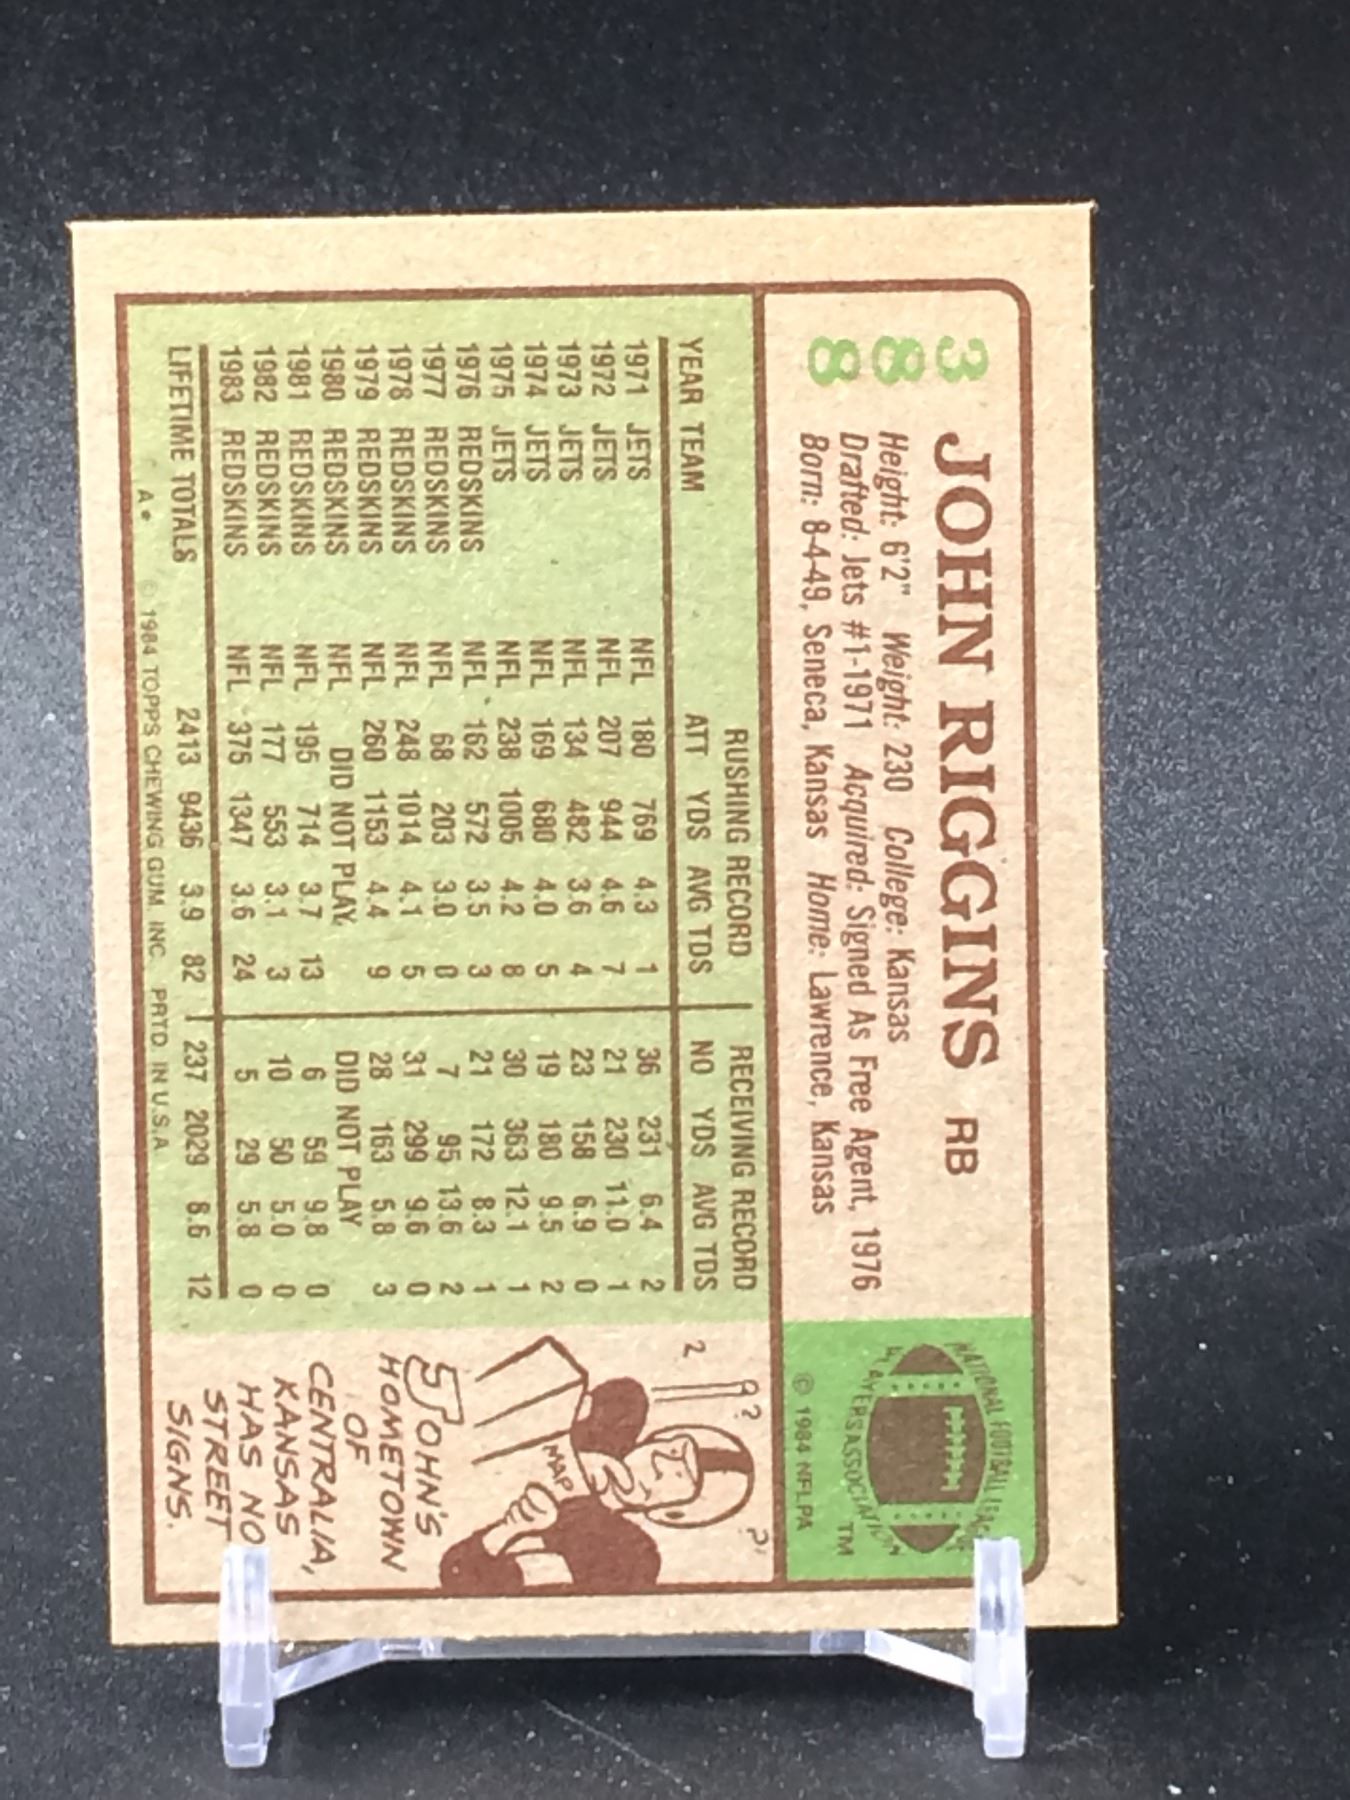 388
JOHN RIGGINS RB
Height: 6'2" Weight: 230 College: Kansas
Drafted: Jets #1-1971 Acquired: Signed As Free Agent, 1976
Born: 8-4-49, Seneca, Kansas Home: Lawrence, Kansas
NATIONAL FOOTBALL LEAGUE
PLAYERS ASSOCIATION
TM
© 1984 NFLPA
RUSHING RECORD RECEIVING RECORD
YEAR TEAM ATT YDS AVG TDS NO YDS AVG TDS
1971 JETS NFL 180 769 4.3 1 36 231 6.4 2
1972 JETS NFL 207 944 4.6 7 21 230 11.0 1
1973 JETS NFL 134 482 3.6 4 23 158 6.9 0
1974 JETS NFL 169 680 4.0 5 19 180 9.5 2
1975 JETS NFL 238 1005 4.2 8 30 363 12.1 1
1976 REDSKINS NFL 162 572 3.5 3 21 172 8.3 1
1977 REDSKINS NFL 68 203 3.0 0 7 95 13.6 2
1978 REDSKINS NFL 248 1014 4.1 5 31 299 9.6 0
1979 REDSKINS NFL 260 1153 4.4 9 28 163 5.8 3
1980 REDSKINS NFL DID NOT PLAY DID NOT PLAY
1981 REDSKINS NFL 195 714 3.7 13 6 59 9.8 0
1982 REDSKINS NFL 177 553 3.1 3 10 50 5.0 0
1983 REDSKINS NFL 375 1347 3.6 24 5 29 5.8 0
LIFETIME TOTALS 2413 9436 3.9 82 237 2029 8.6 12
A* © 1984 TOPPS CHEWING GUM, INC. PRTD. IN U.S.A.
? ? ?
MAP
JOHN'S
HOMETOWN
OF
CENTRALIA,
KANSAS
HAS NO
STREET
SIGNS.